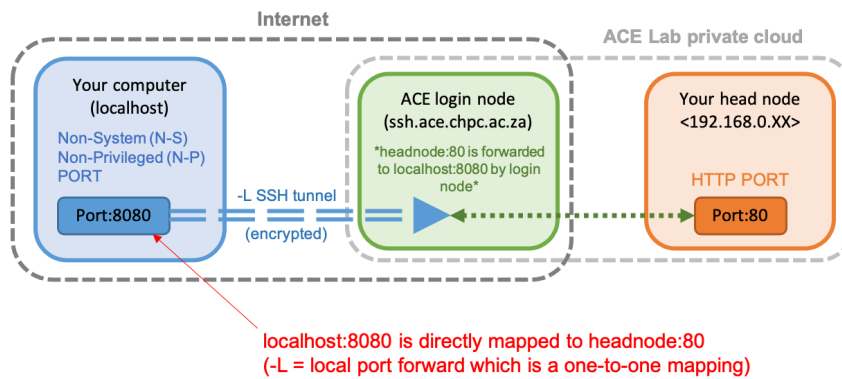 Internet
ACE Lab private cloud
Your computer
(localhost)
Non-System (N-S)
Non-Privileged (N-P)
PORT
Port:8080
-L SSH tunnel
(encrypted)
ACE login node
(ssh.ace.chpc.ac.za)
*headnode:80 is forwarded
to localhost:8080 by login
node*
Your head node
<192.168.0.XX>
HTTP PORT
Port:80
localhost:8080 is directly mapped to headnode:80
(-L = local port forward which is a one-to-one mapping)